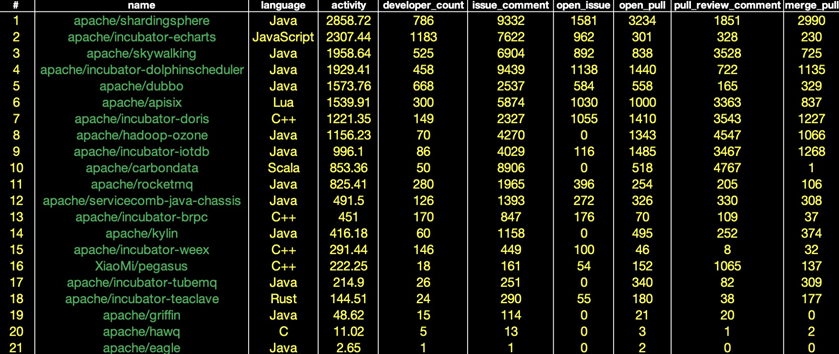 # name language activity developer_count issue_comment open_issue open_pull pull_review_comment merge_pull
1 apache/shardingsphere Java 2858.72 786 9332 1581 3234 1851 2990
2 apache/incubator-echarts JavaScript 2307.44 1183 7622 962 301 328 230
3 apache/skywalking Java 1958.64 525 6904 892 838 3528 725
4 apache/incubator-dolphinscheduler Java 1929.41 458 9439 1138 1440 722 1135
5 apache/dubbo Java 1573.76 668 2537 584 558 165 329
6 apache/apisix Lua 1539.91 300 5874 1030 1000 3363 837
7 apache/incubator-doris C++ 1221.35 149 2327 1055 1410 3543 1227
8 apache/hadoop-ozone Java 1156.23 70 4270 0 1343 4547 1066
9 apache/incubator-iotdb Java 996.1 86 4029 116 1485 3467 1268
10 apache/carbondata Scala 853.36 50 8906 0 518 4767 1
11 apache/rocketmq Java 825.41 280 1965 396 254 205 106
12 apache/servicecomb-java-chassis Java 491.5 126 1393 272 326 330 308
13 apache/incubator-brpc C++ 451 170 847 176 70 109 37
14 apache/kylin Java 416.18 60 1158 0 495 252 374
15 apache/incubator-weex C++ 291.44 146 449 100 46 8 32
16 XiaoMi/pegasus C++ 222.25 18 161 54 152 1065 137
17 apache/incubator-tubemq Java 214.9 26 251 0 340 82 309
18 apache/incubator-teaclave Rust 144.51 24 290 55 180 38 177
19 apache/griffin Java 48.62 15 114 0 21 20 0
20 apache/hawq C 11.02 5 13 0 3 1 2
21 apache/eagle Java 2.65 1 1 0 2 0 0